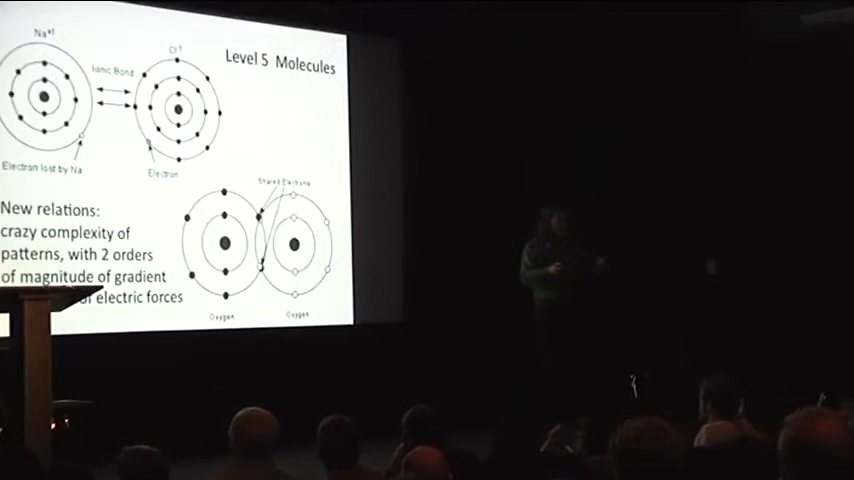 Na+1
Cl-1
Level 5 Molecules
Ionic Bond
Electron lost by Na
Electron
Shared Electrons
New relations:
crazy complexity of
patterns, with 2 orders
of magnitude of gradient
of electric forces
Oxygen
Oxygen